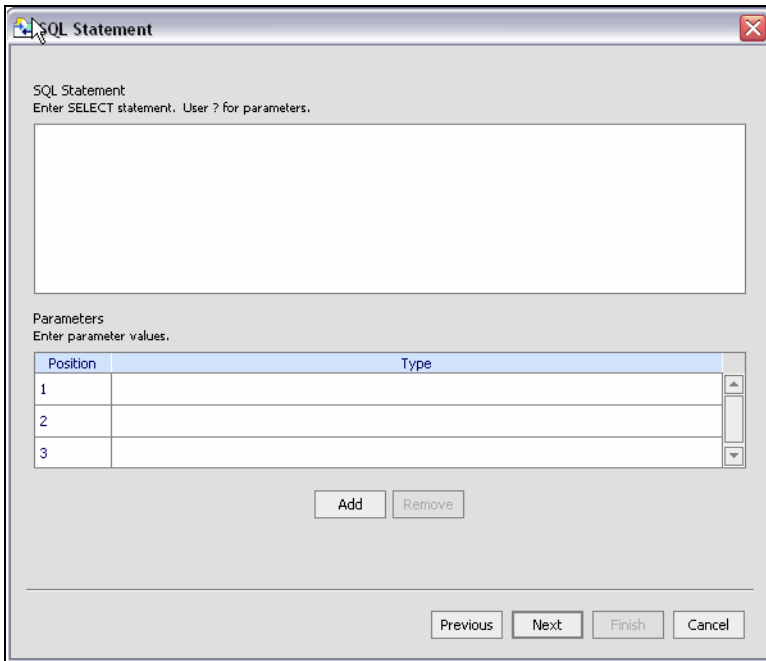 SQL Statement
SQL Statement
Enter SELECT statement. User ? for parameters.
Parameters
Enter parameter values.
Position Type
1
2
3
Add Remove
Previous Next Finish Cancel